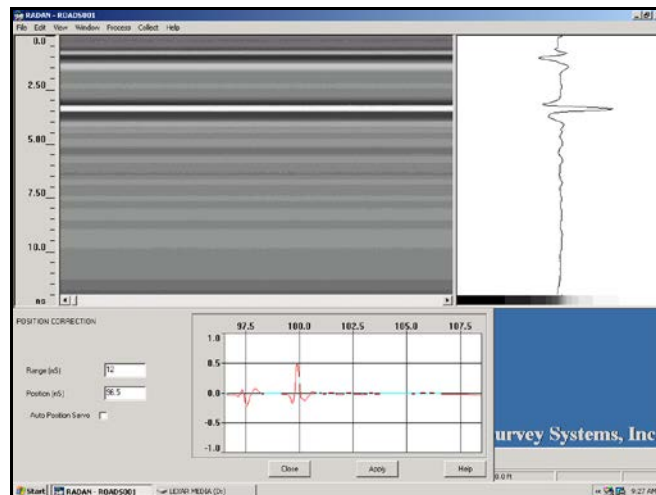 RADAN - ROADS001
File Edit View Window Process Collect Help
0.0
2.50
5.00
7.50
10.0
ns
POSITION CORRECTION
Range (nS) 12
Position (nS) 96.5
Auto Position Servo
97.5 100.0 102.5 105.0 107.5
1.0
0.5
0.0
-0.5
-1.0
Close Apply Help
urvey Systems, Inc
0.0 ft
Start RADAN - ROADS001 LEXAR MEDIA (D:) 9:27 AM